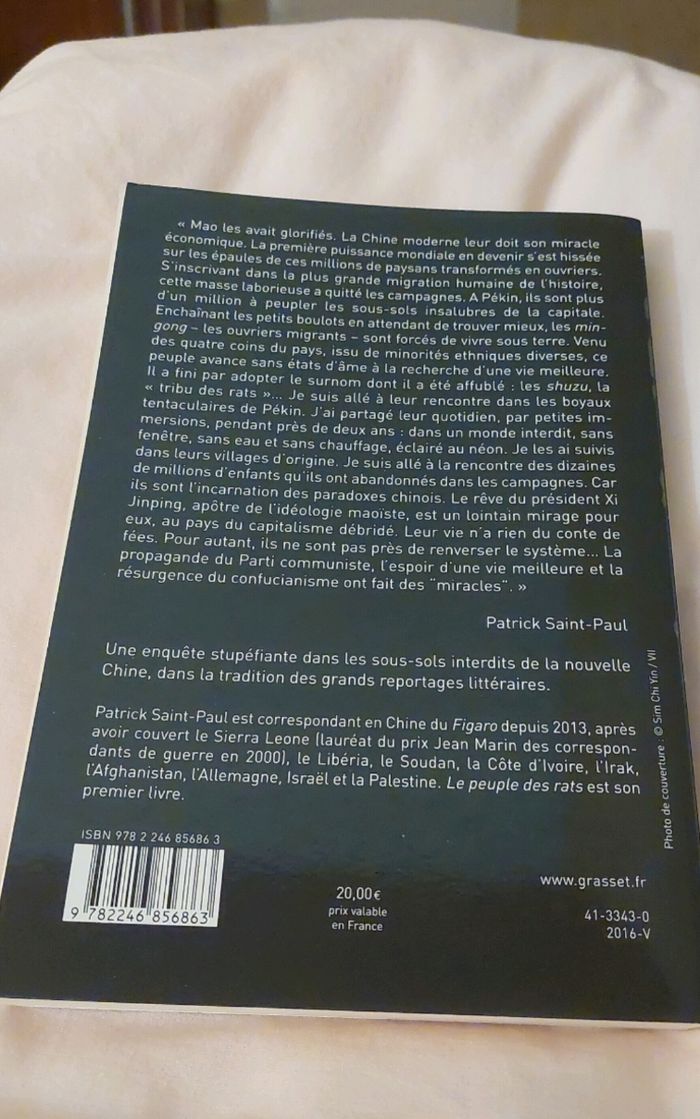 « Mao les avait glorifiés. La Chine moderne leur doit son miracle
économique. La première puissance mondiale en devenir s'est hissée
sur les épaules de ces millions de paysans transformés en ouvriers.
S'inscrivant dans la plus grande migration humaine de l'histoire,
cette masse laborieuse a quitté les campagnes. A Pékin, ils sont plus
d'un million à peupler les sous-sols insalubres de la capitale.
Enchaînant les petits boulots en attendant de trouver mieux, les min-
gong – les ouvriers migrants – sont forcés de vivre sous terre. Venu
des quatre coins du pays, issu de minorités ethniques diverses, ce
peuple avance sans états d'âme à la recherche d'une vie meilleure.
Il a fini par adopter le surnom dont il a été affublé : les shuzu, la
« tribu des rats »... Je suis allé à leur rencontre dans les boyaux
tentaculaires de Pékin. J'ai partagé leur quotidien, par petites im-
mersions, pendant près de deux ans : dans un monde interdit, sans
fenêtre, sans eau et sans chauffage, éclairé au néon. Je les ai suivis
dans leurs villages d'origine. Je suis allé à la rencontre des dizaines
de millions d'enfants qu'ils ont abandonnés dans les campagnes. Car
ils sont l'incarnation des paradoxes chinois. Le rêve du président Xi
Jinping, apôtre de l'idéologie maoïste, est un lointain mirage pour
eux, au pays du capitalisme débridé. Leur vie n'a rien du conte de
fées. Pour autant, ils ne sont pas près de renverser le système... La
propagande du Parti communiste, l'espoir d'une vie meilleure et la
résurgence du confucianisme ont fait des "miracles". »
Patrick Saint-Paul
Une enquête stupéfiante dans les sous-sols interdits de la nouvelle
Chine, dans la tradition des grands reportages littéraires.
Patrick Saint-Paul est correspondant en Chine du Figaro depuis 2013, après
avoir couvert le Sierra Leone (lauréat du prix Jean Marin des correspon-
dants de guerre en 2000), le Libéria, le Soudan, la Côte d'Ivoire, l'Irak,
l'Afghanistan, l'Allemagne, Israël et la Palestine. Le peuple des rats est son
premier livre.
Photo de couverture : © Sim Chi Yin / VII
ISBN 978 2 246 85686 3
9 782246 856863
20,00€
prix valable
en France
www.grasset.fr
41-3343-0
2016-V